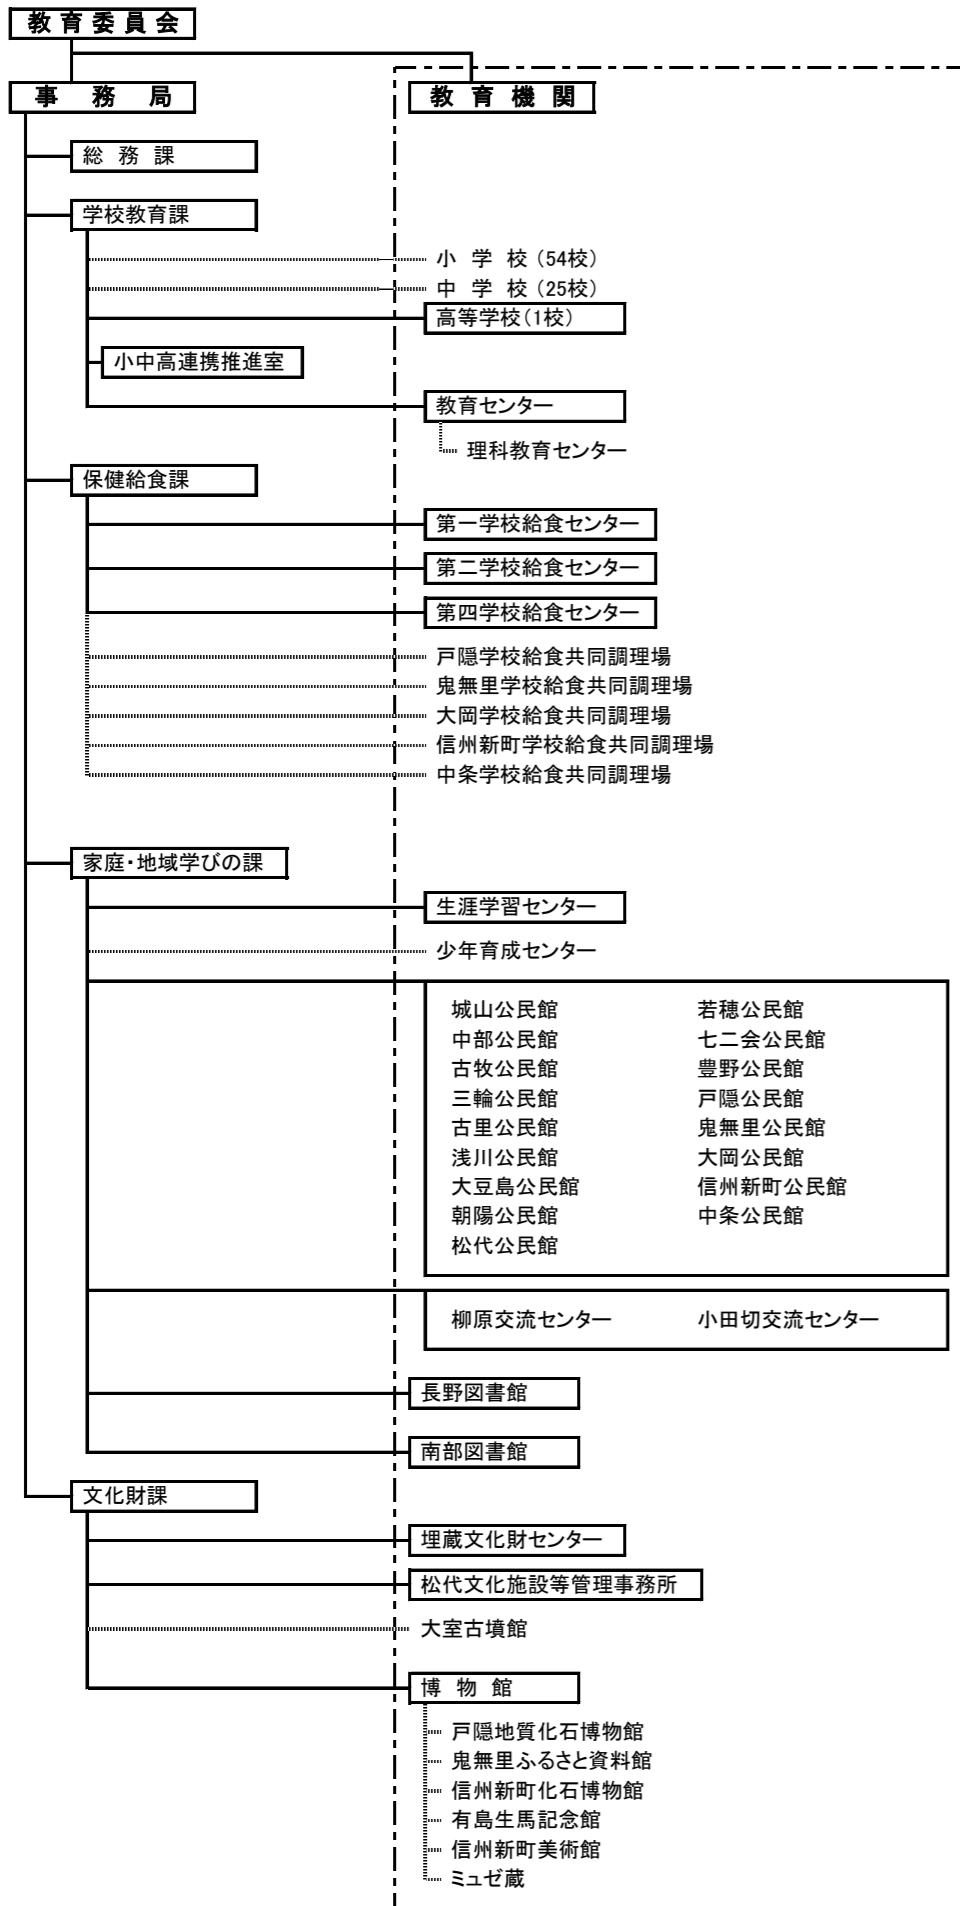 教育委員会
事　務　局
教 育 機 関
総　務　課
学校教育課
小　学　校（54校）
中　学　校（25校）
高等学校（1校）
小中高連携推進室
教育センター
理科教育センター
保健給食課
第一学校給食センター
第二学校給食センター
第四学校給食センター
戸隠学校給食共同調理場
鬼無里学校給食共同調理場
大岡学校給食共同調理場
信州新町学校給食共同調理場
中条学校給食共同調理場
家庭・地域学びの課
生涯学習センター
少年育成センター
城山公民館　若穂公民館
中部公民館　七二会公民館
古牧公民館　豊野公民館
三輪公民館　戸隠公民館
古里公民館　鬼無里公民館
浅川公民館　大岡公民館
大豆島公民館　信州新町公民館
朝陽公民館　中条公民館
松代公民館
柳原交流センター　小田切交流センター
長野図書館
南部図書館
文化財課
埋蔵文化財センター
松代文化施設等管理事務所
大室古墳館
博　物　館
戸隠地質化石博物館
鬼無里ふるさと資料館
信州新町化石博物館
有島生馬記念館
信州新町美術館
ミュゼ蔵